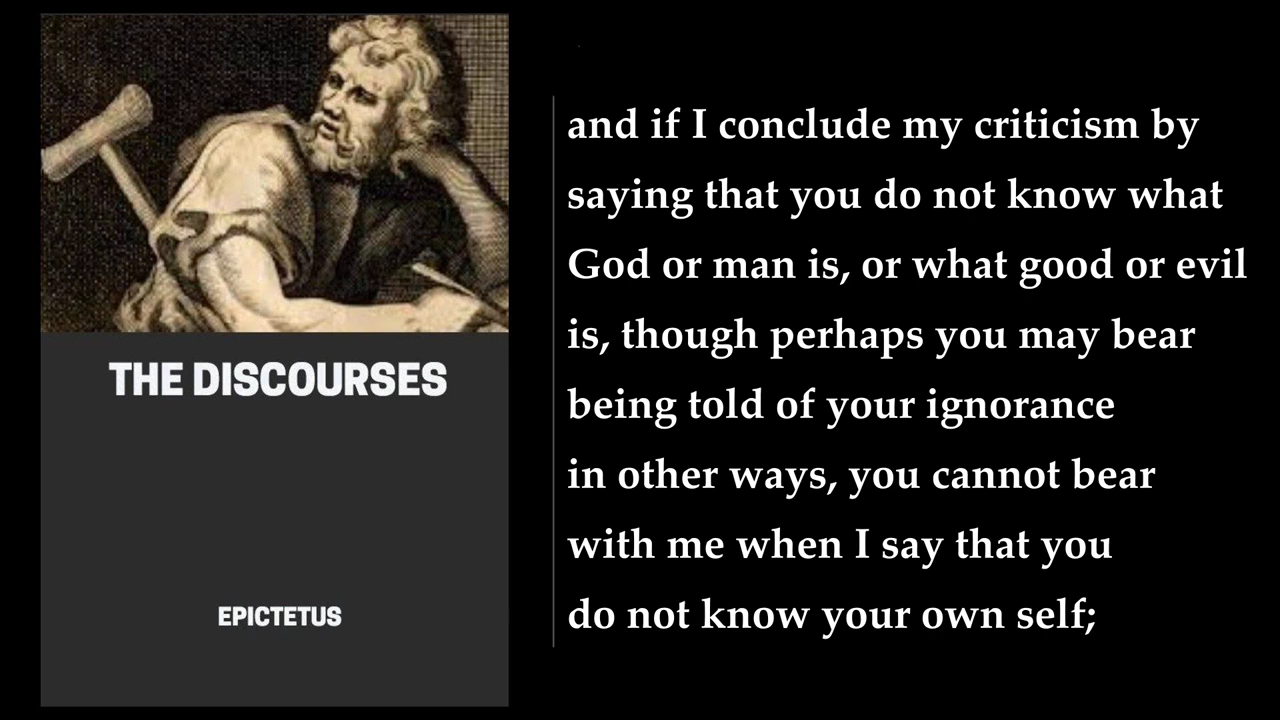 THE DISCOURSES
EPICTETUS
and if I conclude my criticism by
saying that you do not know what
God or man is, or what good or evil
is, though perhaps you may bear
being told of your ignorance
in other ways, you cannot bear
with me when I say that you
do not know your own self;